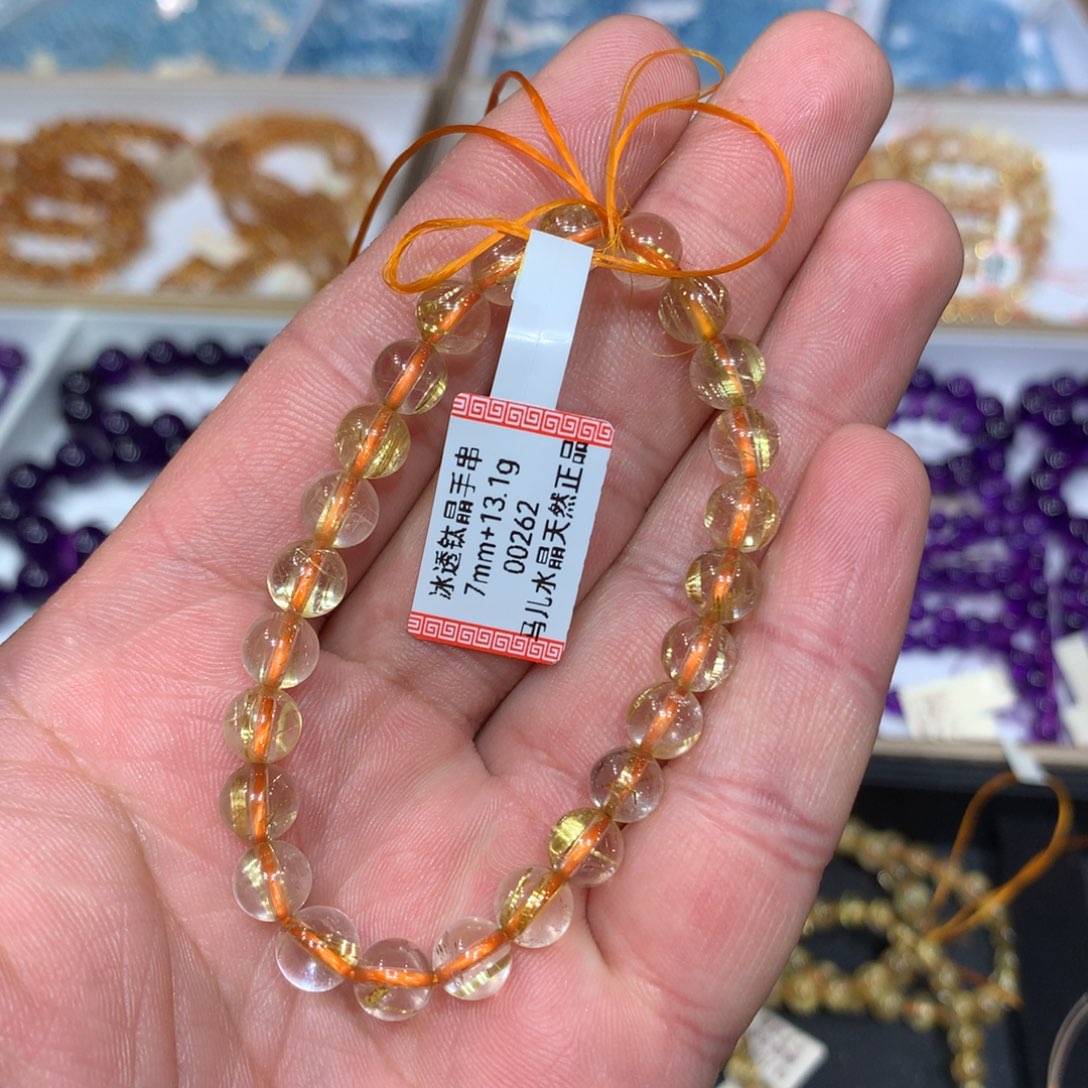 冰透钛晶手串
7mm+13.1g
00262
马儿水晶天然正品